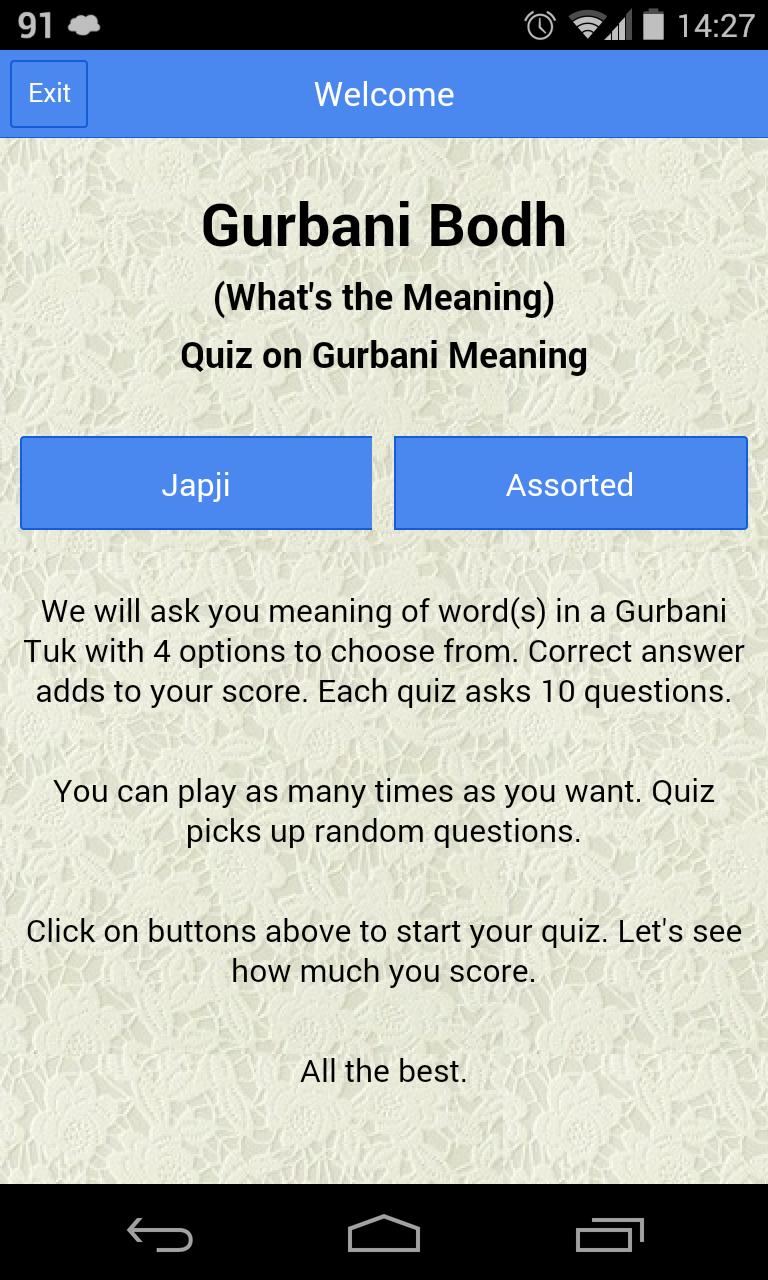 91
14:27
Exit
Welcome
Gurbani Bodh
(What's the Meaning)
Quiz on Gurbani Meaning
Japji
Assorted
We will ask you meaning of word(s) in a Gurbani
Tuk with 4 options to choose from. Correct answer
adds to your score. Each quiz asks 10 questions.
You can play as many times as you want. Quiz
picks up random questions.
Click on buttons above to start your quiz. Let's see
how much you score.
All the best.